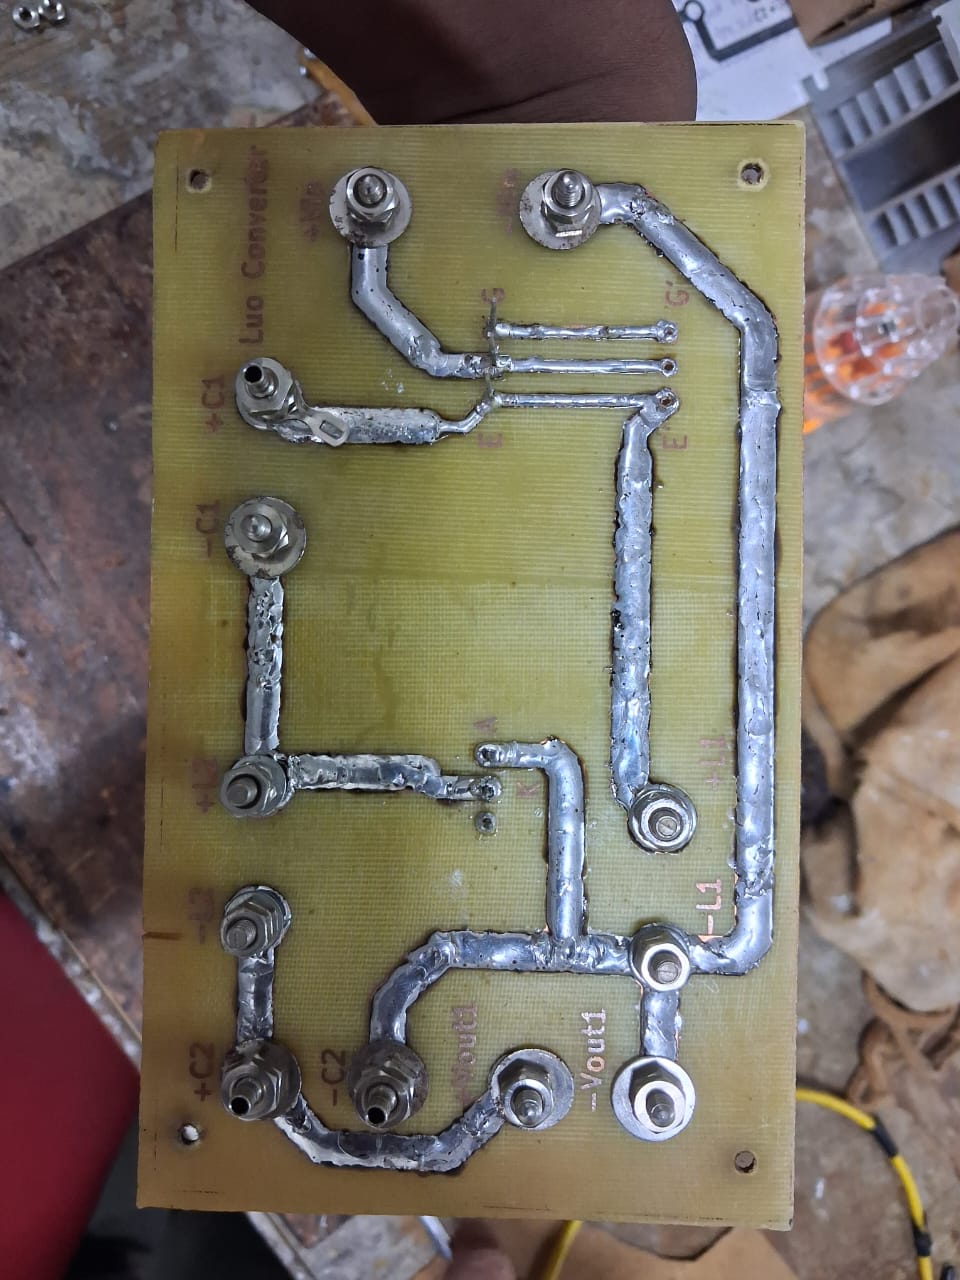 Luo Converter
+Vin
-Vin
G
G'
+C1
E
E
-C1
A
K
+L2
+L1
-L2
-L1
+C2
-C2
+Vout1
-Vout1